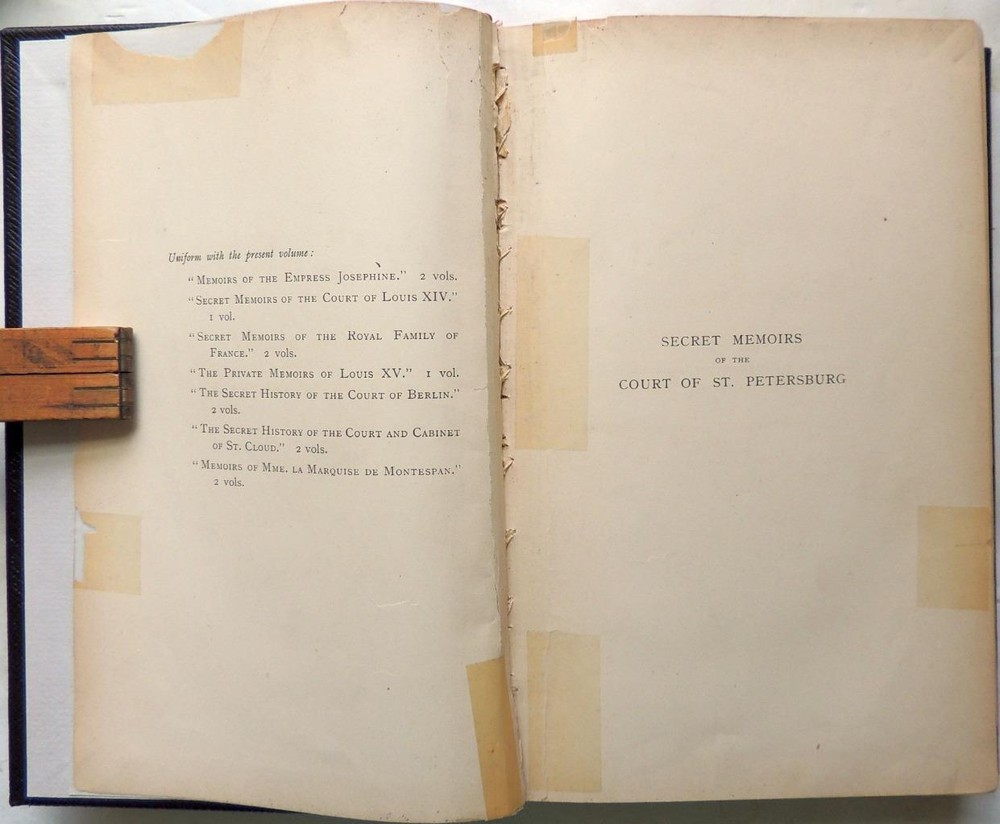 Uniform with the present volume:
"Memoirs of the Empress Josephine." 2 vols.
"Secret Memoirs of the Court of Louis XIV."
1 vol.
"Secret Memoirs of the Royal Family of
France." 2 vols.
"The Private Memoirs of Louis XV." 1 vol.
"The Secret History of the Court of Berlin."
2 vols.
"The Secret History of the Court and Cabinet
of St. Cloud." 2 vols.
"Memoirs of Mme. la Marquise de Montespan."
2 vols.
SECRET MEMOIRS
OF THE
COURT OF ST. PETERSBURG